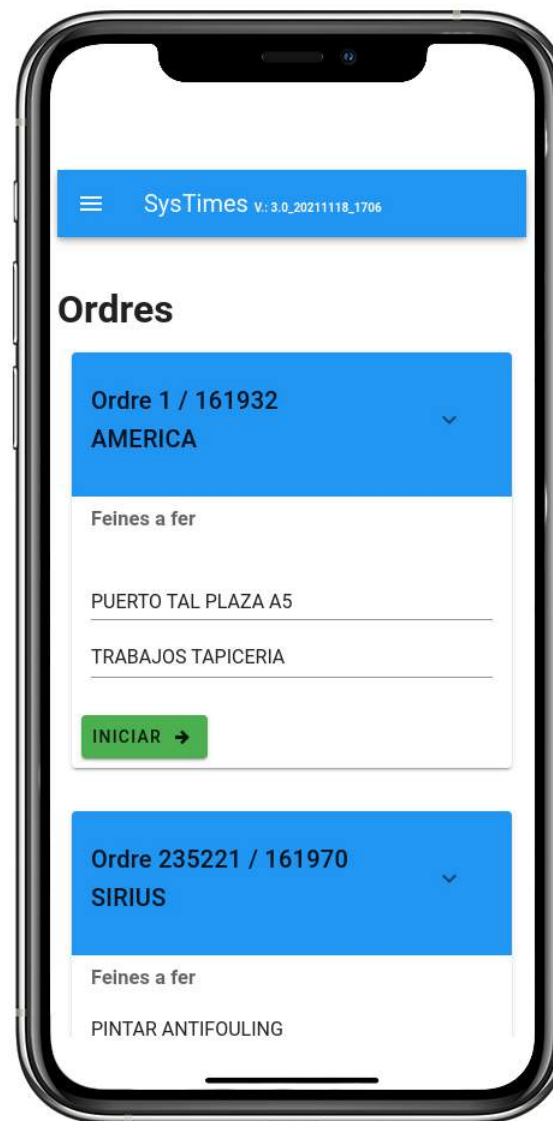 SysTimes V.: 3.0_20211118_1706
Ordres
Ordre 1 / 161932
AMERICA
Feines a fer
PUERTO TAL PLAZA A5
TRABAJOS TAPICERIA
INICIAR
Ordre 235221 / 161970
SIRIUS
Feines a fer
PINTAR ANTIFOULING